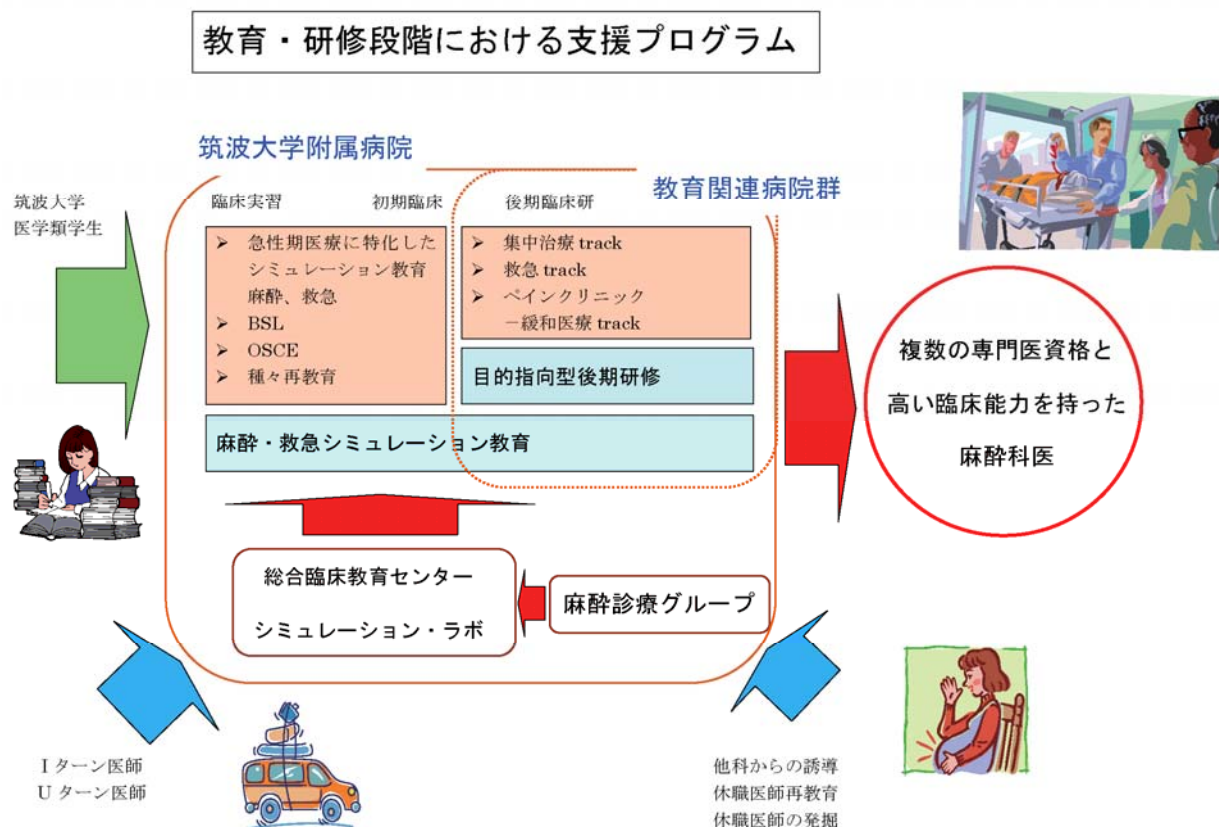 教育・研修段階における支援プログラム
筑波大学附属病院
教育関連病院群
筑波大学
医学類学生
臨床実習
初期臨床
後期臨床研
➢ 急性期医療に特化した
シミュレーション教育
麻酔、救急
➢ BSL
➢ OSCE
➢ 種々再教育
➢ 集中治療 track
➢ 救急 track
➢ ペインクリニック
－緩和医療 track
目的指向型後期研修
麻酔・救急シミュレーション教育
複数の専門医資格と
高い臨床能力を持った
麻酔科医
総合臨床教育センター
シミュレーション・ラボ
麻酔診療グループ
I ターン医師
U ターン医師
他科からの誘導
休職医師再教育
休職医師の発掘